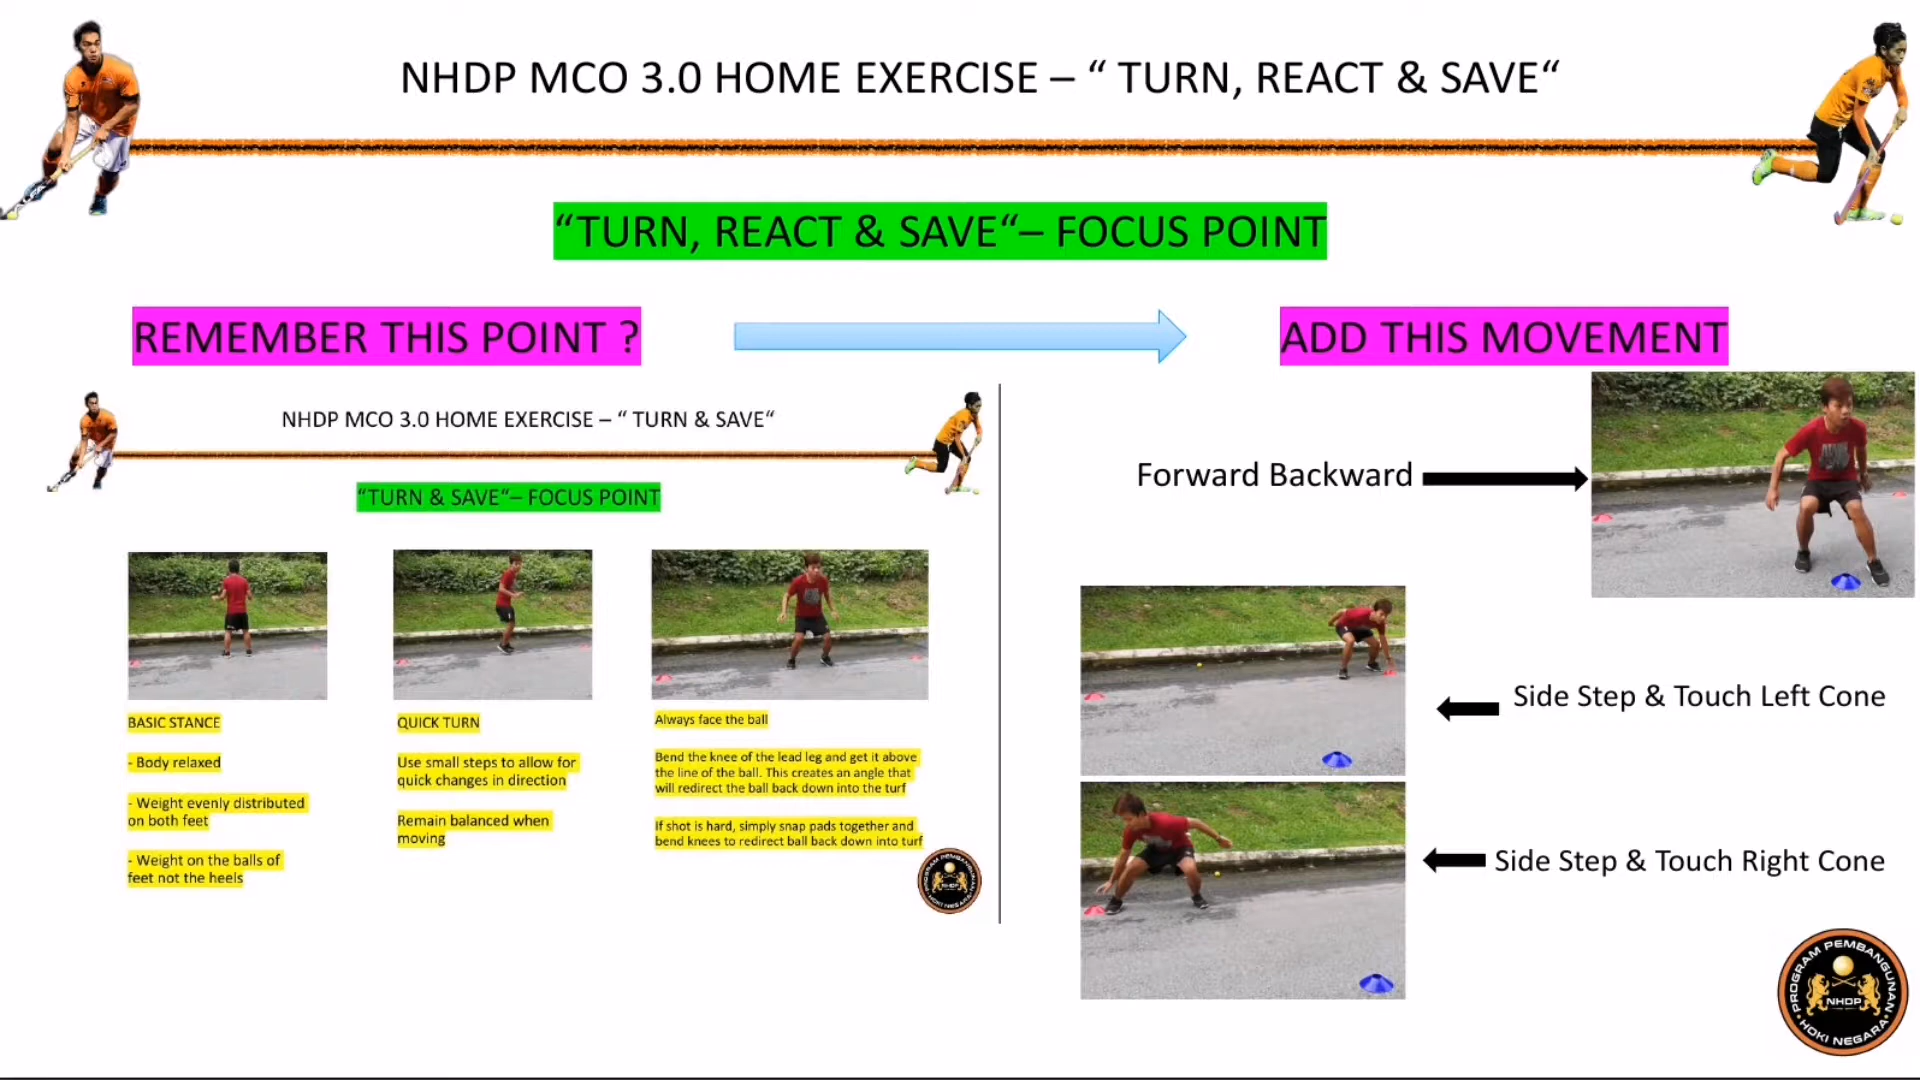 NHDP MCO 3.0 HOME EXERCISE – “ TURN, REACT & SAVE“
“TURN, REACT & SAVE“– FOCUS POINT
REMEMBER THIS POINT ?
ADD THIS MOVEMENT
NHDP MCO 3.0 HOME EXERCISE – “ TURN & SAVE“
“TURN & SAVE“– FOCUS POINT
BASIC STANCE
- Body relaxed
- Weight evenly distributed
on both feet
- Weight on the balls of
feet not the heels
QUICK TURN
Use small steps to allow for
quick changes in direction
Remain balanced when
moving
Always face the ball
Bend the knee of the lead leg and get it above
the line of the ball. This creates an angle that
will redirect the ball back down into the turf
If shot is hard, simply snap pads together and
bend knees to redirect ball back down into turf
PROGRAM PEMBANGUNAN
NHDP
HOKI NEGARA
Forward Backward
Side Step & Touch Left Cone
Side Step & Touch Right Cone
PROGRAM PEMBANGUNAN
NHDP
HOKI NEGARA